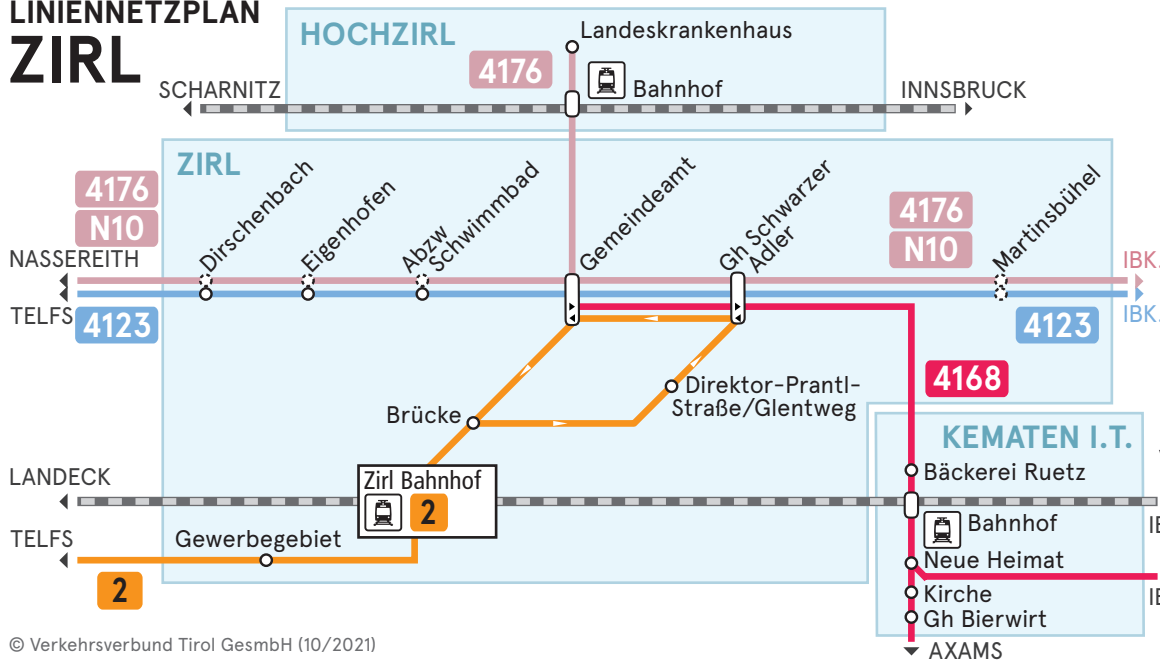 LINIENNETZPLAN
ZIRL
HOCHZIRL
Landeskrankenhaus
4176
Bahnhof
SCHARNITZ
INNSBRUCK
ZIRL
4176
N10
Dirschenbach
Eigenhofen
Abzw
Schwimmbad
Gemeindeamt
Gh Schwarzer
Adler
4176
N10
Martinsbühel
NASSEREITH
IBK.
TELFS
4123
4123
IBK.
4168
Direktor-Prantl-
Straße/Glentweg
Brücke
KEMATEN I.T.
LANDECK
Zirl Bahnhof
2
Bäckerei Ruetz
Bahnhof
TELFS
Gewerbegebiet
Neue Heimat
2
Kirche
Gh Bierwirt
AXAMS
© Verkehrsverbund Tirol GesmbH (10/2021)